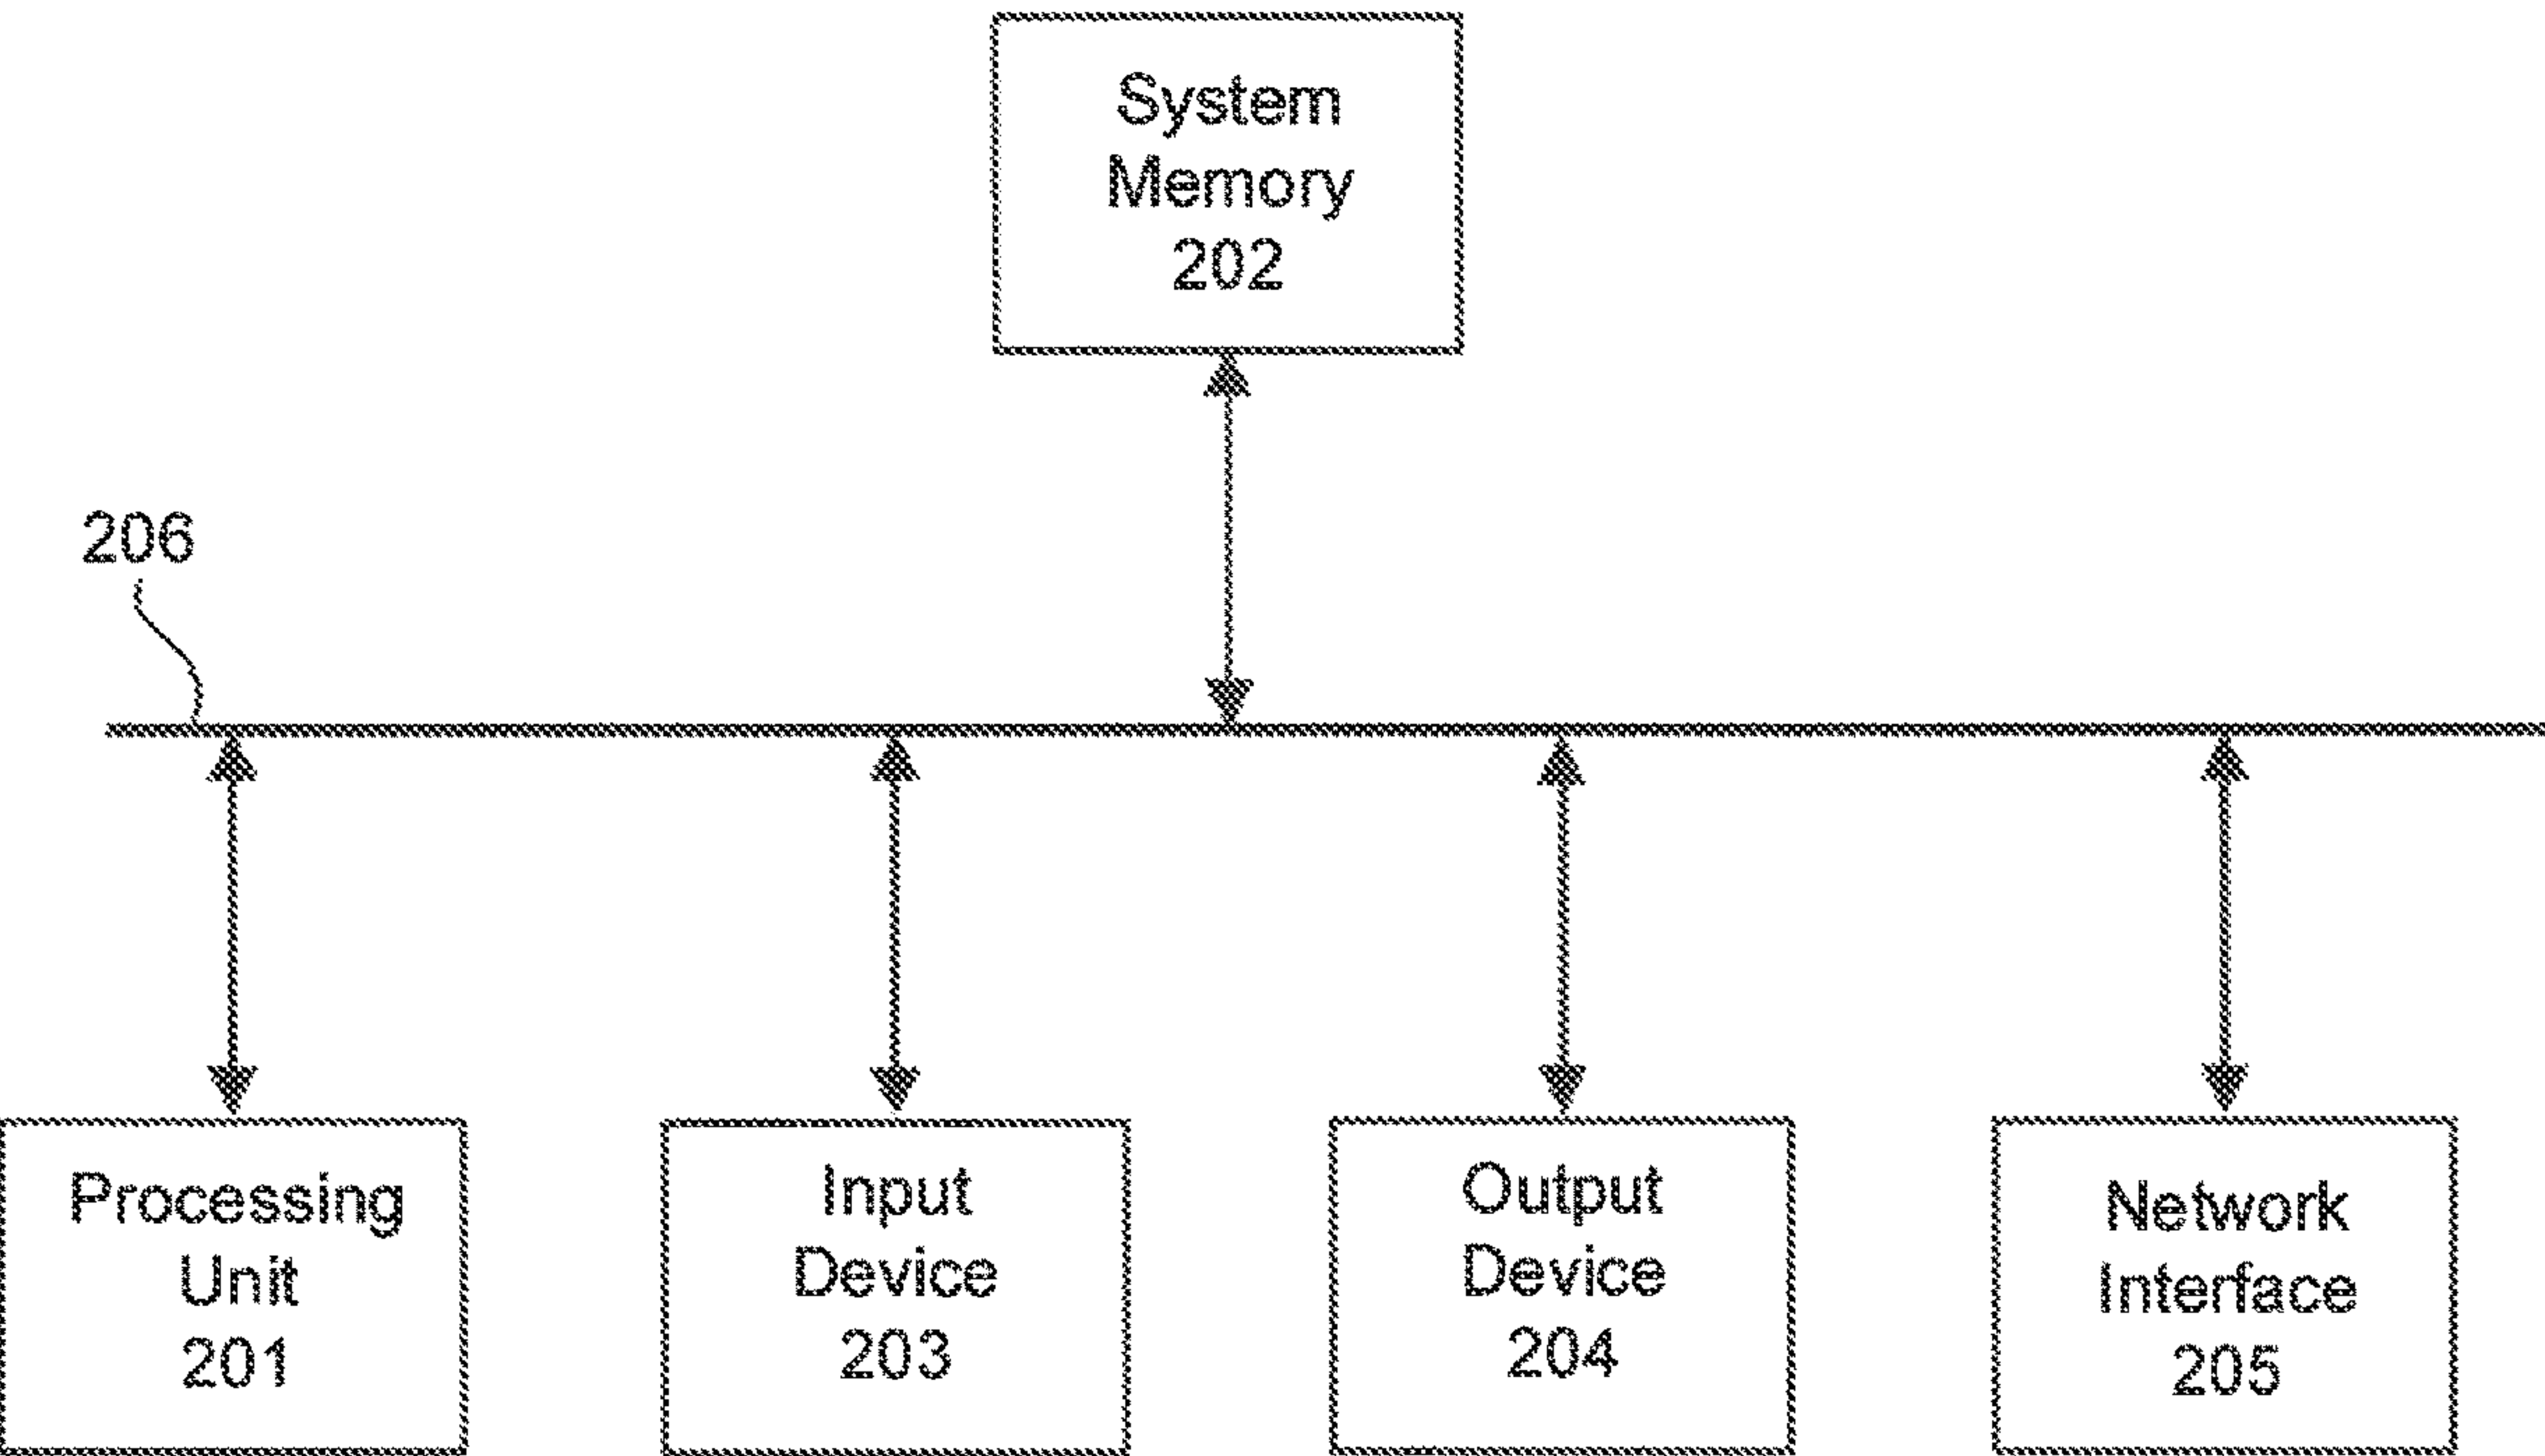 System
Memory
202
206
Processing
Unit
201
Input
Device
203
Output
Device
204
Network
Interface
205